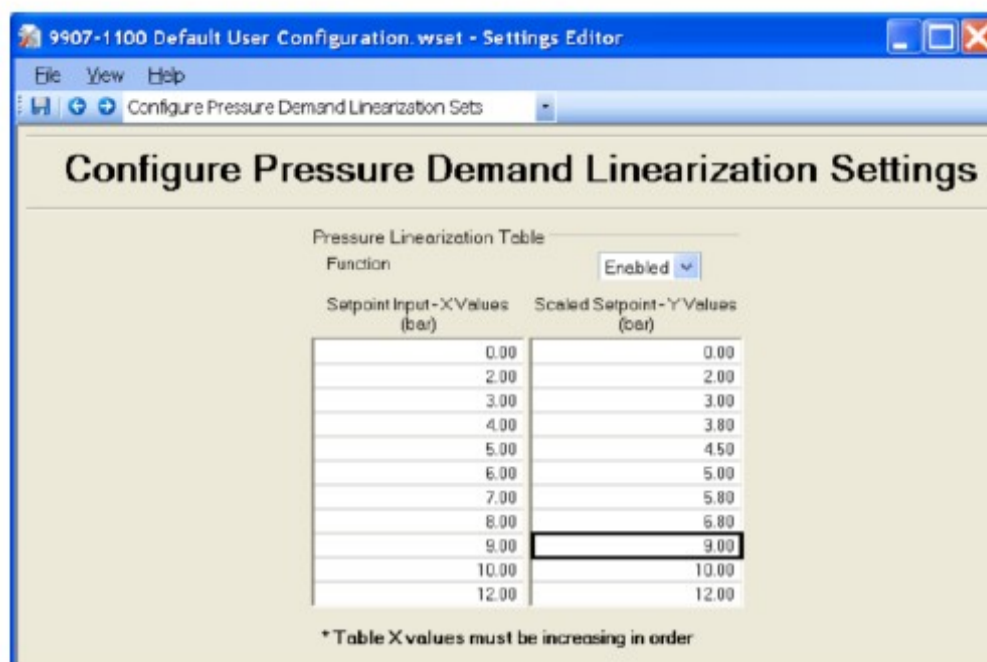 9907-1100 Default User Configuration.wset - Settings Editor
File View Help
Configure Pressure Demand Linearization Sets
Configure Pressure Demand Linearization Settings
Pressure Linearization Table
Function Enabled
Setpoint Input - X Values (bar) Scaled Setpoint - Y Values (bar)
0.00 0.00
2.00 2.00
3.00 3.00
4.00 3.80
5.00 4.50
6.00 5.00
7.00 5.80
8.00 6.80
9.00 9.00
10.00 10.00
12.00 12.00
* Table X values must be increasing in order